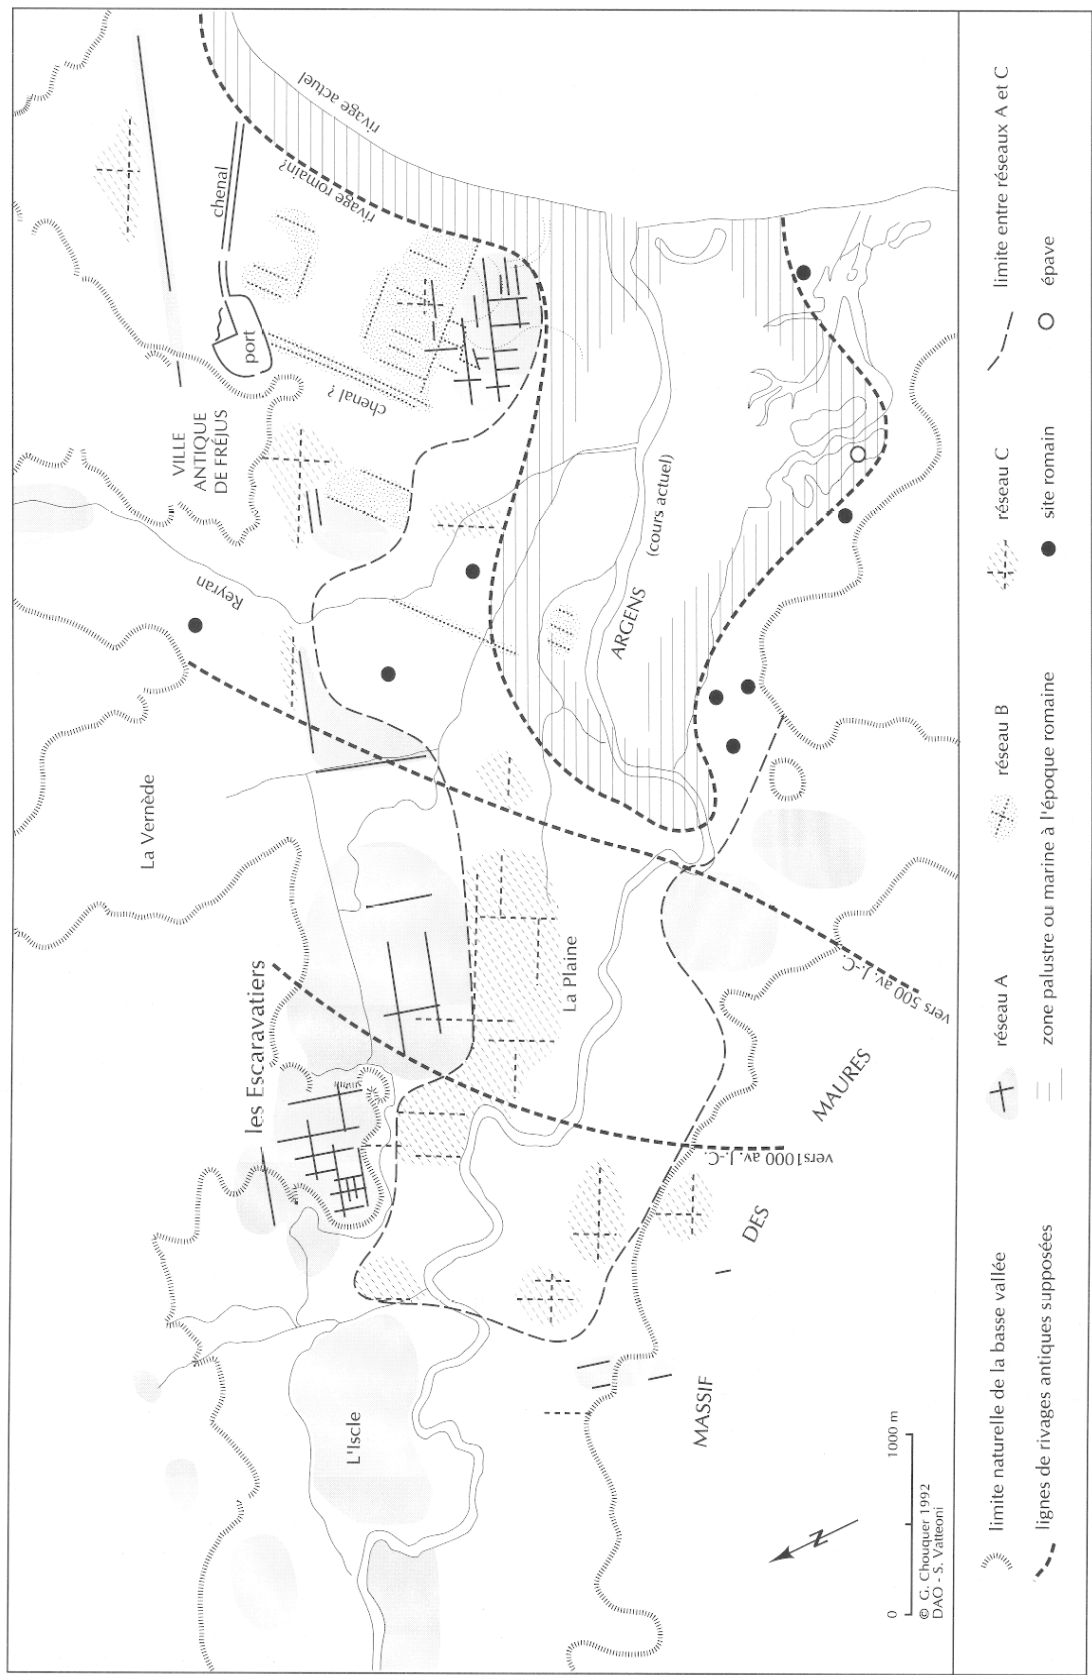 rivage actuel
rivage romain?
chenal
port
chenal ?
VILLE
ANTIQUE
DE FRÉJUS
Reyran
La Vernède
les Escaravatiers
ARGENS
(cours actuel)
La Plaine
vers 500 av. J.-C.
vers1000 av. J.-C.
L'Iscle
MASSIF
DES
MAURES
N
0
1000 m
© G. Chouquer 1992
DAO - S. Vatteoni
limite naturelle de la basse vallée
réseau A
réseau B
réseau C
limite entre réseaux A et C
lignes de rivages antiques supposées
zone palustre ou marine à l'époque romaine
site romain
épave